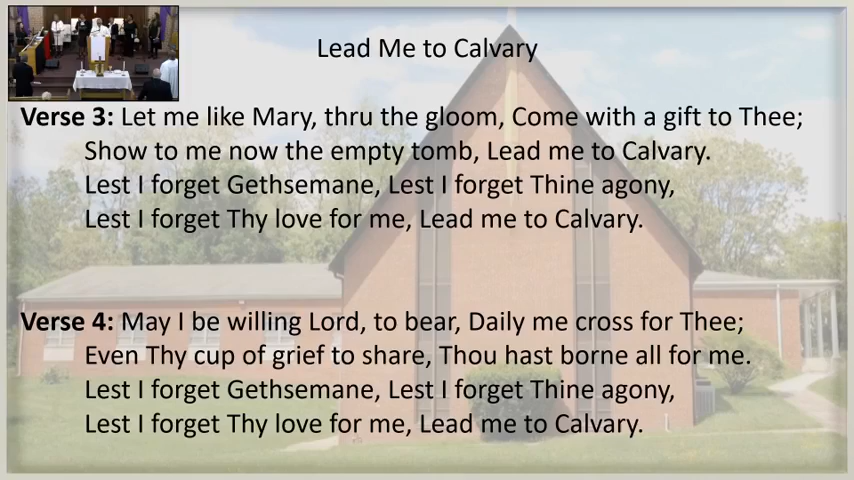 Lead Me to Calvary
Verse 3: Let me like Mary, thru the gloom, Come with a gift to Thee;
Show to me now the empty tomb, Lead me to Calvary.
Lest I forget Gethsemane, Lest I forget Thine agony,
Lest I forget Thy love for me, Lead me to Calvary.
Verse 4: May I be willing Lord, to bear, Daily me cross for Thee;
Even Thy cup of grief to share, Thou hast borne all for me.
Lest I forget Gethsemane, Lest I forget Thine agony,
Lest I forget Thy love for me, Lead me to Calvary.